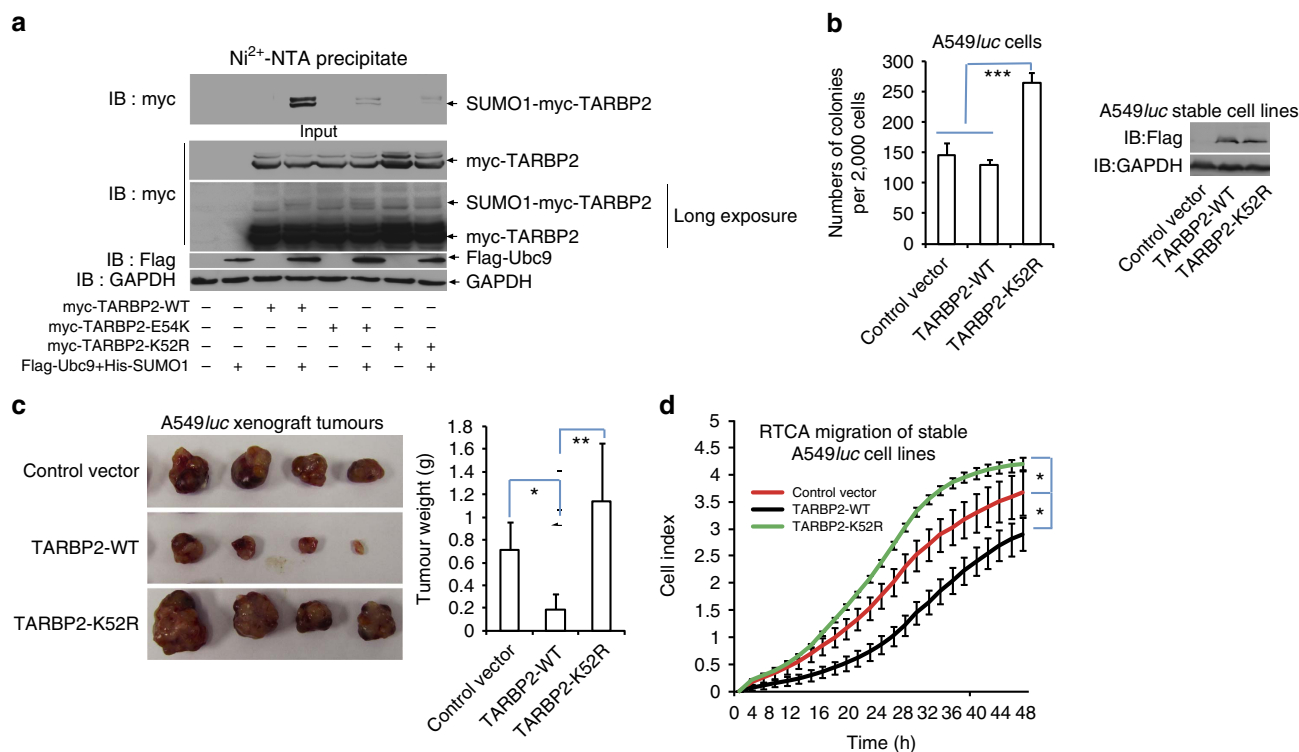 a
Ni2+-NTA precipitate
IB : myc
SUMO1-myc-TARBP2
Input
IB : myc
myc-TARBP2
SUMO1-myc-TARBP2
myc-TARBP2
Long exposure
IB : Flag
Flag-Ubc9
IB : GAPDH
GAPDH
myc-TARBP2-WT – – + + – – – –
myc-TARBP2-E54K – – – – + + – –
myc-TARBP2-K52R – – – – – – + +
Flag-Ubc9+His-SUMO1 – + – + – + – +
b
A549luc cells
Numbers of colonies
per 2,000 cells
300
250
200
150
100
50
0
***
Control vector
TARBP2-WT
TARBP2-K52R
A549luc stable cell lines
IB:Flag
IB:GAPDH
Control vector
TARBP2-WT
TARBP2-K52R
c
A549luc xenograft tumours
Control vector
TARBP2-WT
TARBP2-K52R
Tumour weight (g)
1.8
1.6
1.4
1.2
1
0.8
0.6
0.4
0.2
0
*
**
Control vector
TARBP2-WT
TARBP2-K52R
d
RTCA migration of stable
A549luc cell lines
Control vector
TARBP2-WT
TARBP2-K52R
Cell index
5
4.5
4
3.5
3
2.5
2
1.5
1
0.5
0
*
*
0 4 8 12 16 20 24 28 32 36 40 44 48
Time (h)